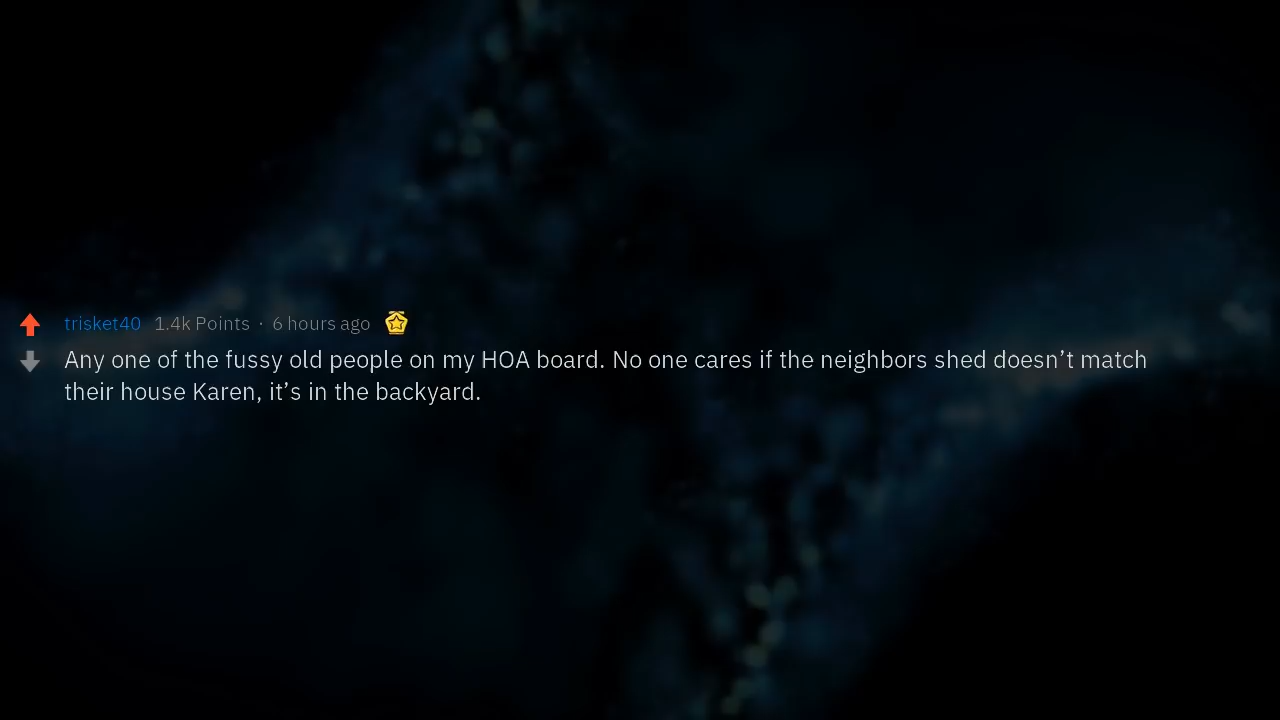 trisket40 1.4k Points · 6 hours ago
Any one of the fussy old people on my HOA board. No one cares if the neighbors shed doesn’t match
their house Karen, it’s in the backyard.